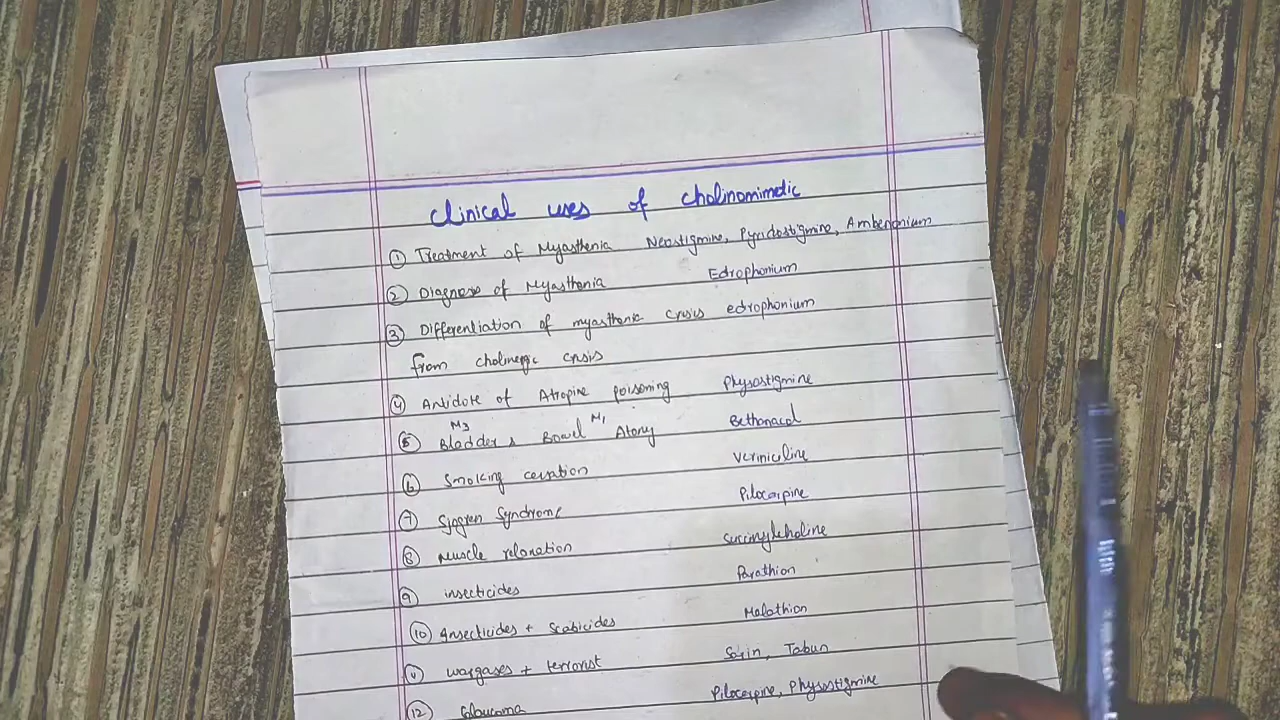 Clinical uses of cholinomimetic
① Treatment of Myasthenia Neostigmine, Pyridostigmine, Ambenonium
② Diagnose of Myasthenia Edrophonium
③ Differentiation of myasthenic crisis edrophonium
from cholinergic crisis
④ Antidote of Atropine poisoning Physostigmine
M3 M1
⑤ Bladder & Bowel Atony Bethanacol
⑥ Smoking cessation Veriniciline
⑦ Sjogren Syndrome Pilocarpine
⑧ Muscle relaxation Succinylcholine
⑨ insecticides Parathion
⑩ Insecticides + Scabicides Malathion
⑪ wargases + terrorist Sarin, Tabun
⑫ Glaucoma Pilocarpine, Physostigmine